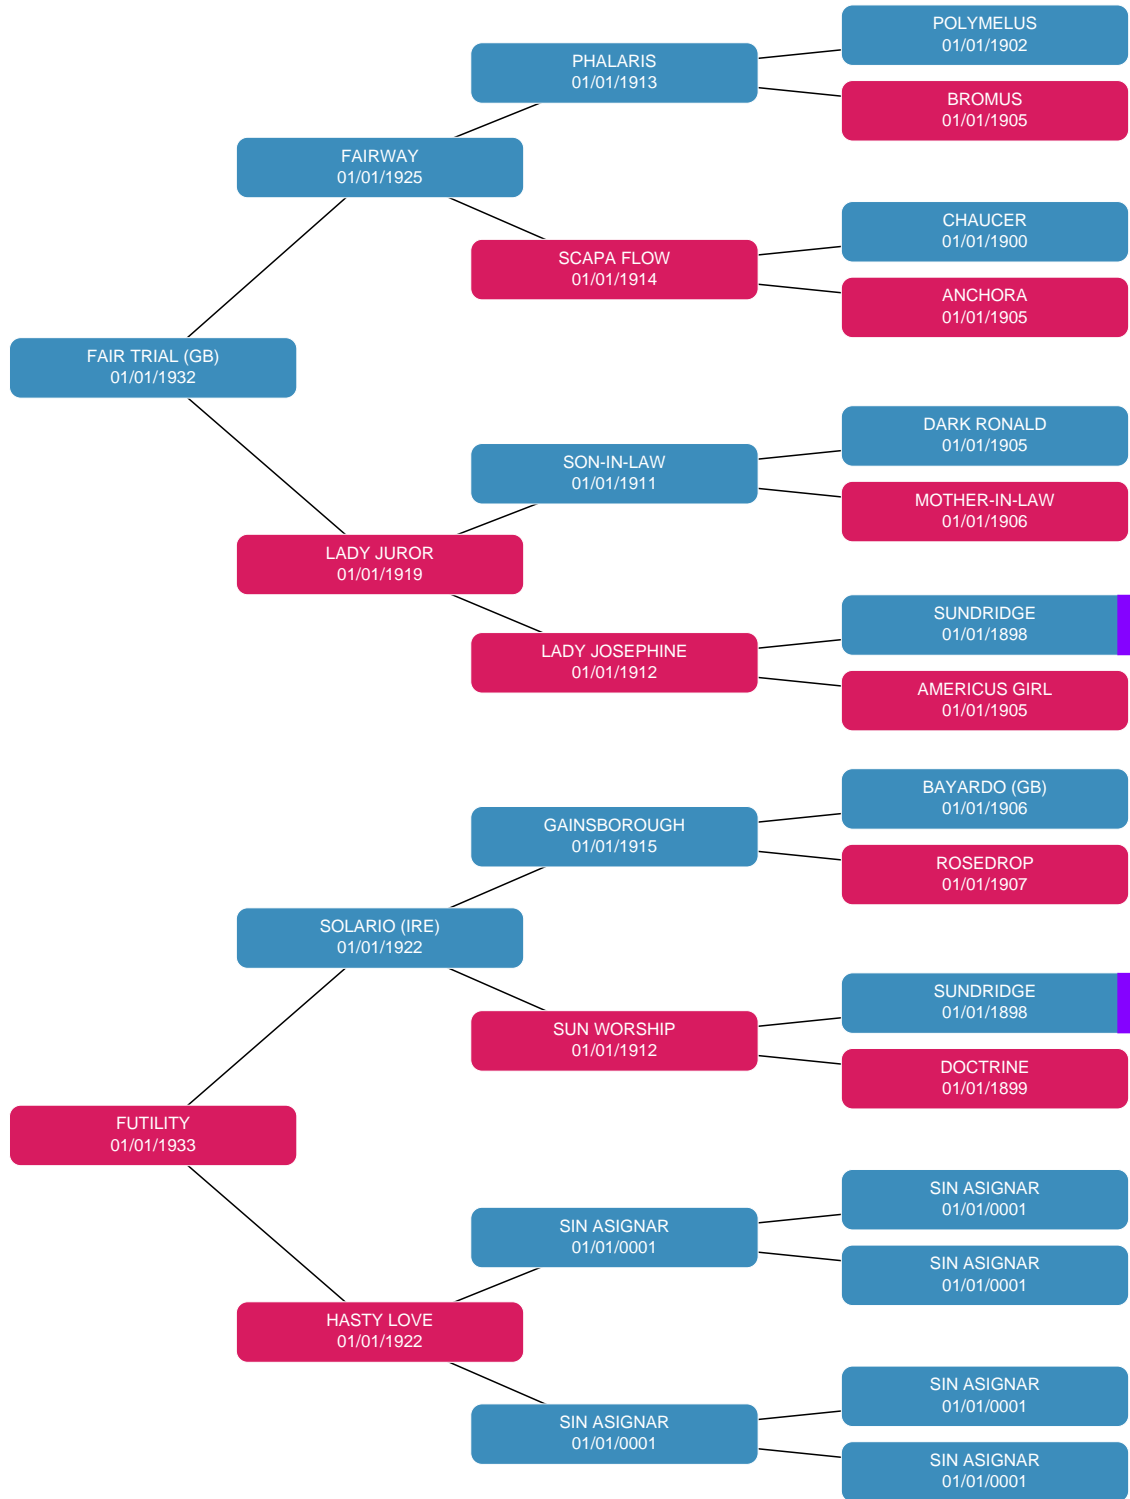 POLYMELUS
01/01/1902
PHALARIS
01/01/1913
BROMUS
01/01/1905
FAIRWAY
01/01/1925
CHAUCER
01/01/1900
SCAPA FLOW
01/01/1914
ANCHORA
01/01/1905
FAIR TRIAL (GB)
01/01/1932
DARK RONALD
01/01/1905
SON-IN-LAW
01/01/1911
MOTHER-IN-LAW
01/01/1906
LADY JUROR
01/01/1919
SUNDRIDGE
01/01/1898
LADY JOSEPHINE
01/01/1912
AMERICUS GIRL
01/01/1905
BAYARDO (GB)
01/01/1906
GAINSBOROUGH
01/01/1915
ROSEDROP
01/01/1907
SOLARIO (IRE)
01/01/1922
SUNDRIDGE
01/01/1898
SUN WORSHIP
01/01/1912
DOCTRINE
01/01/1899
FUTILITY
01/01/1933
SIN ASIGNAR
01/01/0001
SIN ASIGNAR
01/01/0001
SIN ASIGNAR
01/01/0001
HASTY LOVE
01/01/1922
SIN ASIGNAR
01/01/0001
SIN ASIGNAR
01/01/0001
SIN ASIGNAR
01/01/0001